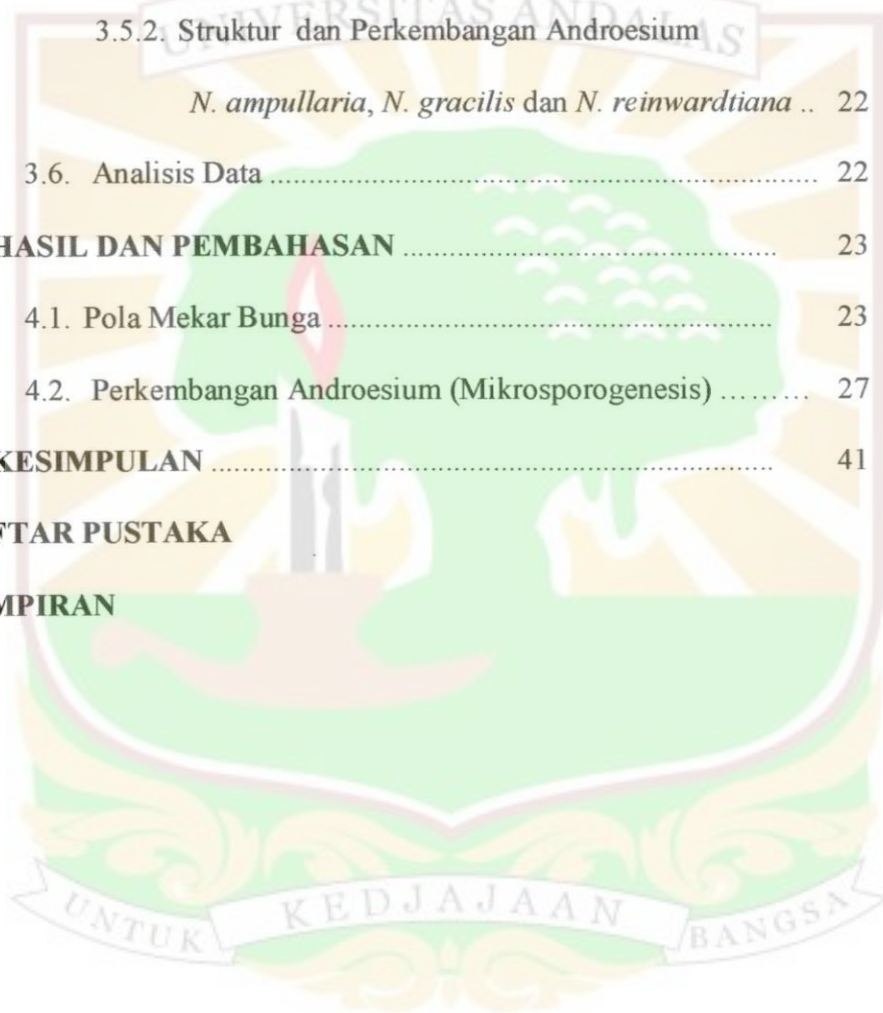 UNIVERSITAS ANDALAS
3.5.2. Struktur dan Perkembangan Androesium
N. ampullaria, N. gracilis dan N. reinwardtiana .. 22
3.6. Analisis Data ........................................................................ 22
HASIL DAN PEMBAHASAN ................................................. 23
4.1. Pola Mekar Bunga .......................................................... 23
4.2. Perkembangan Androesium (Mikrosporogenesis) ......... 27
KESIMPULAN ......................................................................... 41
FTAR PUSTAKA
MPIRAN
UNTUK KEDJAJAAN BANGSA